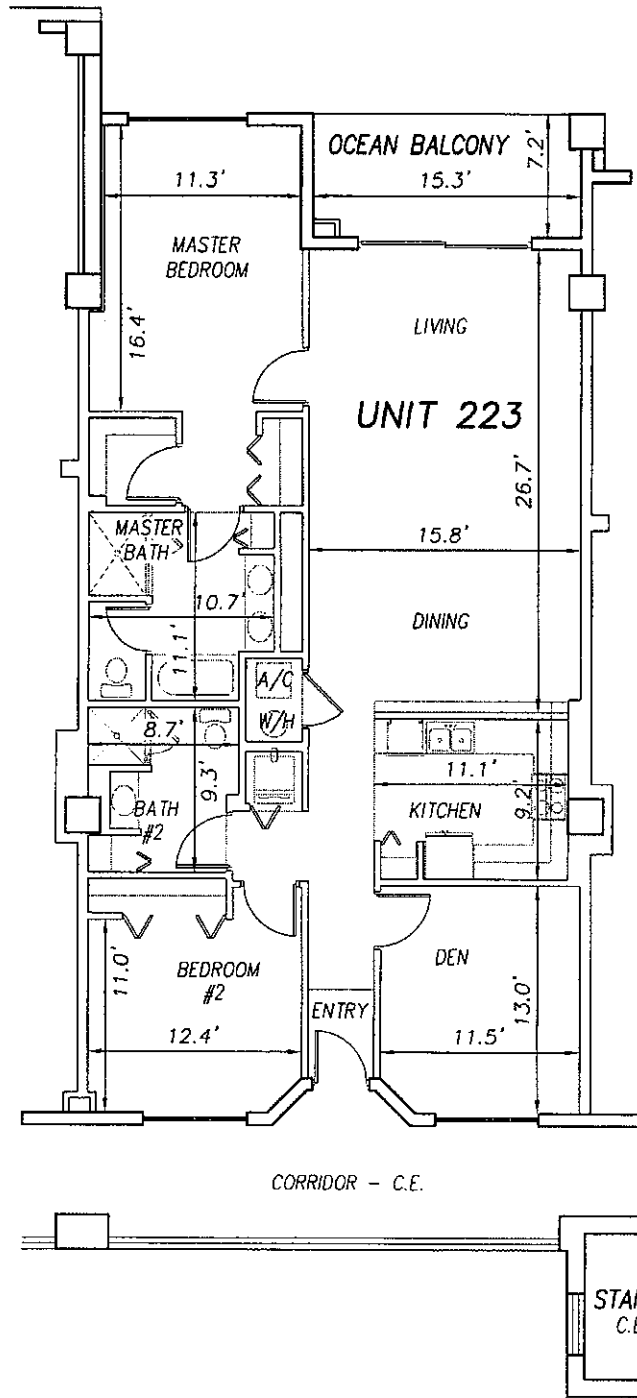 OCEAN BALCONY
7.2'
11.3'
15.3'
MASTER
BEDROOM
16.4'
LIVING
UNIT 223
26.7'
MASTER
BATH
15.8'
10.7'
11.1'
DINING
A/C
W/H
8.7'
9.3'
11.1'
9.2'
BATH
#2
KITCHEN
11.0'
BEDROOM
#2
DEN
13.0'
ENTRY
12.4'
11.5'
CORRIDOR - C.E.